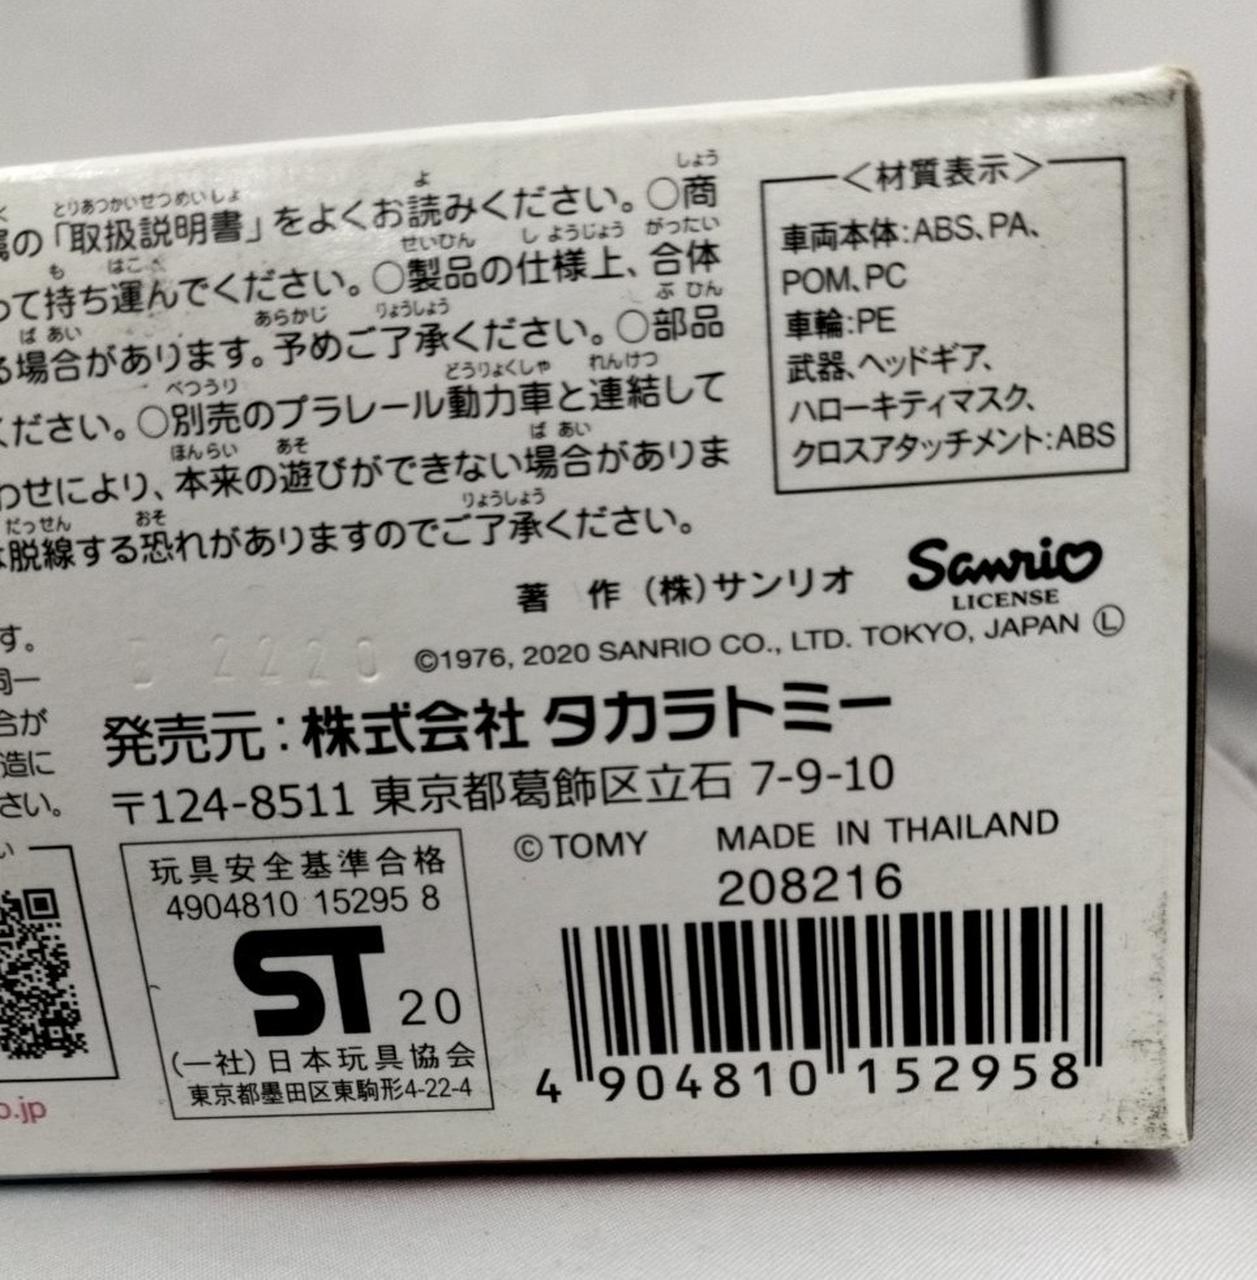 の「取扱説明書」をよくお読みください。○商
って持ち運んでください。○製品の仕様上、合体
る場合があります。予めご了承ください。○部品
ください。○別売のプラレール動力車と連結して
わせにより、本来の遊びができない場合がありま
脱線する恐れがありますのでご了承ください。
<材質表示>
車両本体:ABS、PA、
POM、PC
車輪:PE
武器、ヘッドギア、
ハローキティマスク、
クロスアタッチメント:ABS
著 作 (株)サンリオ
Sanrio
LICENSE
©1976, 2020 SANRIO CO., LTD. TOKYO, JAPAN Ⓛ
す。
同一
合が
造に
さい。
2220
発売元:株式会社 タカラトミー
〒124-8511 東京都葛飾区立石 7-9-10
©TOMY MADE IN THAILAND
208216
4 904810 152958
玩具安全基準合格
4904810 15295 8
ST 20
(一社)日本玩具協会
東京都墨田区東駒形4-22-4
o.jp